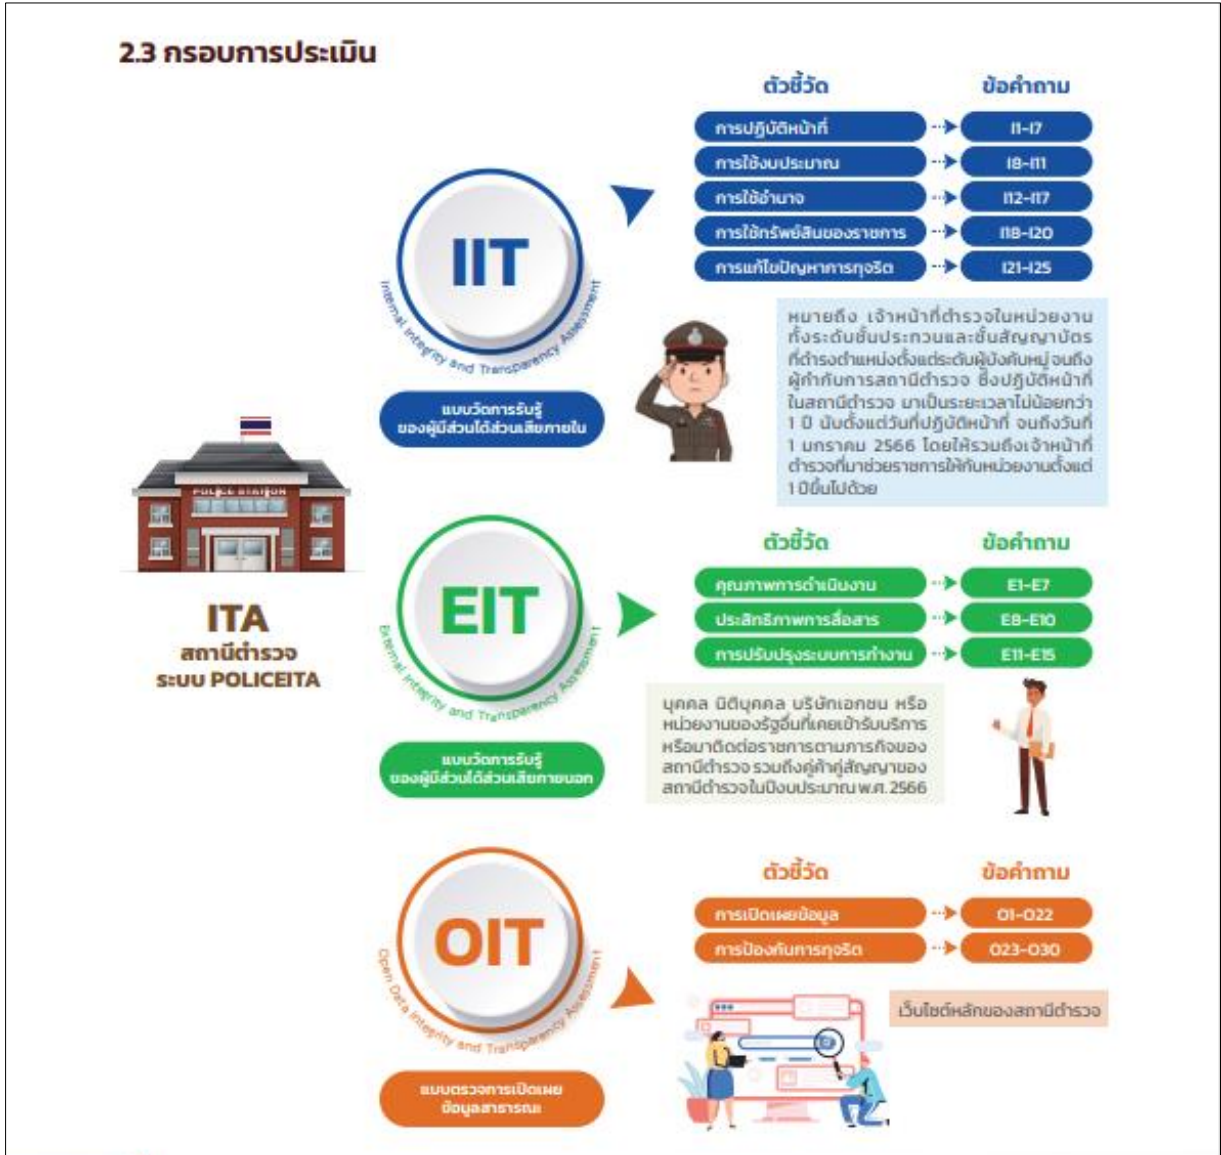 2.3 กรอบการประเมิน
ตัวชี้วัด ข้อคำถาม
การปฏิบัติหน้าที่ I1-I7
การใช้งบประมาณ I8-I11
การใช้อำนาจ I12-I17
การใช้ทรัพย์สินของราชการ I18-I20
การแก้ไขปัญหาการทุจริต I21-I25
IIT
Internal Integrity and Transparency Assessment
แบบวัดการรับรู้
ของผู้มีส่วนได้ส่วนเสียภายใน
หมายถึง เจ้าหน้าที่ตำรวจในหน่วยงาน
ทั้งระดับชั้นประทวนและชั้นสัญญาบัตร
ที่ดำรงตำแหน่งตั้งแต่ระดับผู้บังคับหมู่ จนถึง
ผู้กำกับการสถานีตำรวจ ซึ่งปฏิบัติหน้าที่
ในสถานีตำรวจ มาเป็นระยะเวลาไม่น้อยกว่า
1 ปี นับตั้งแต่วันที่ปฏิบัติหน้าที่ จนถึงวันที่
1 มกราคม 2566 โดยให้รวมถึงเจ้าหน้าที่
ตำรวจที่มาช่วยราชการให้กับหน่วยงานตั้งแต่
1 ปีขึ้นไปด้วย
POLICE STATION
ITA
สถานีตำรวจ
ระบบ POLICEITA
ตัวชี้วัด ข้อคำถาม
คุณภาพการดำเนินงาน E1-E7
ประสิทธิภาพการสื่อสาร E8-E10
การปรับปรุงระบบการทำงาน E11-E15
EIT
External Integrity and Transparency Assessment
แบบวัดการรับรู้
ของผู้มีส่วนได้ส่วนเสียภายนอก
บุคคล นิติบุคคล บริษัทเอกชน หรือ
หน่วยงานของรัฐอื่นที่เคยเข้ารับบริการ
หรือมาติดต่อราชการตามภารกิจของ
สถานีตำรวจ รวมถึงคู่ค้าคู่สัญญาของ
สถานีตำรวจในปีงบประมาณ พ.ศ. 2566
ตัวชี้วัด ข้อคำถาม
การเปิดเผยข้อมูล O1-O22
การป้องกันการทุจริต O23-O30
OIT
Open Data Integrity and Transparency Assessment
แบบตรวจการเปิดเผย
ข้อมูลสาธารณะ
เว็บไซต์หลักของสถานีตำรวจ